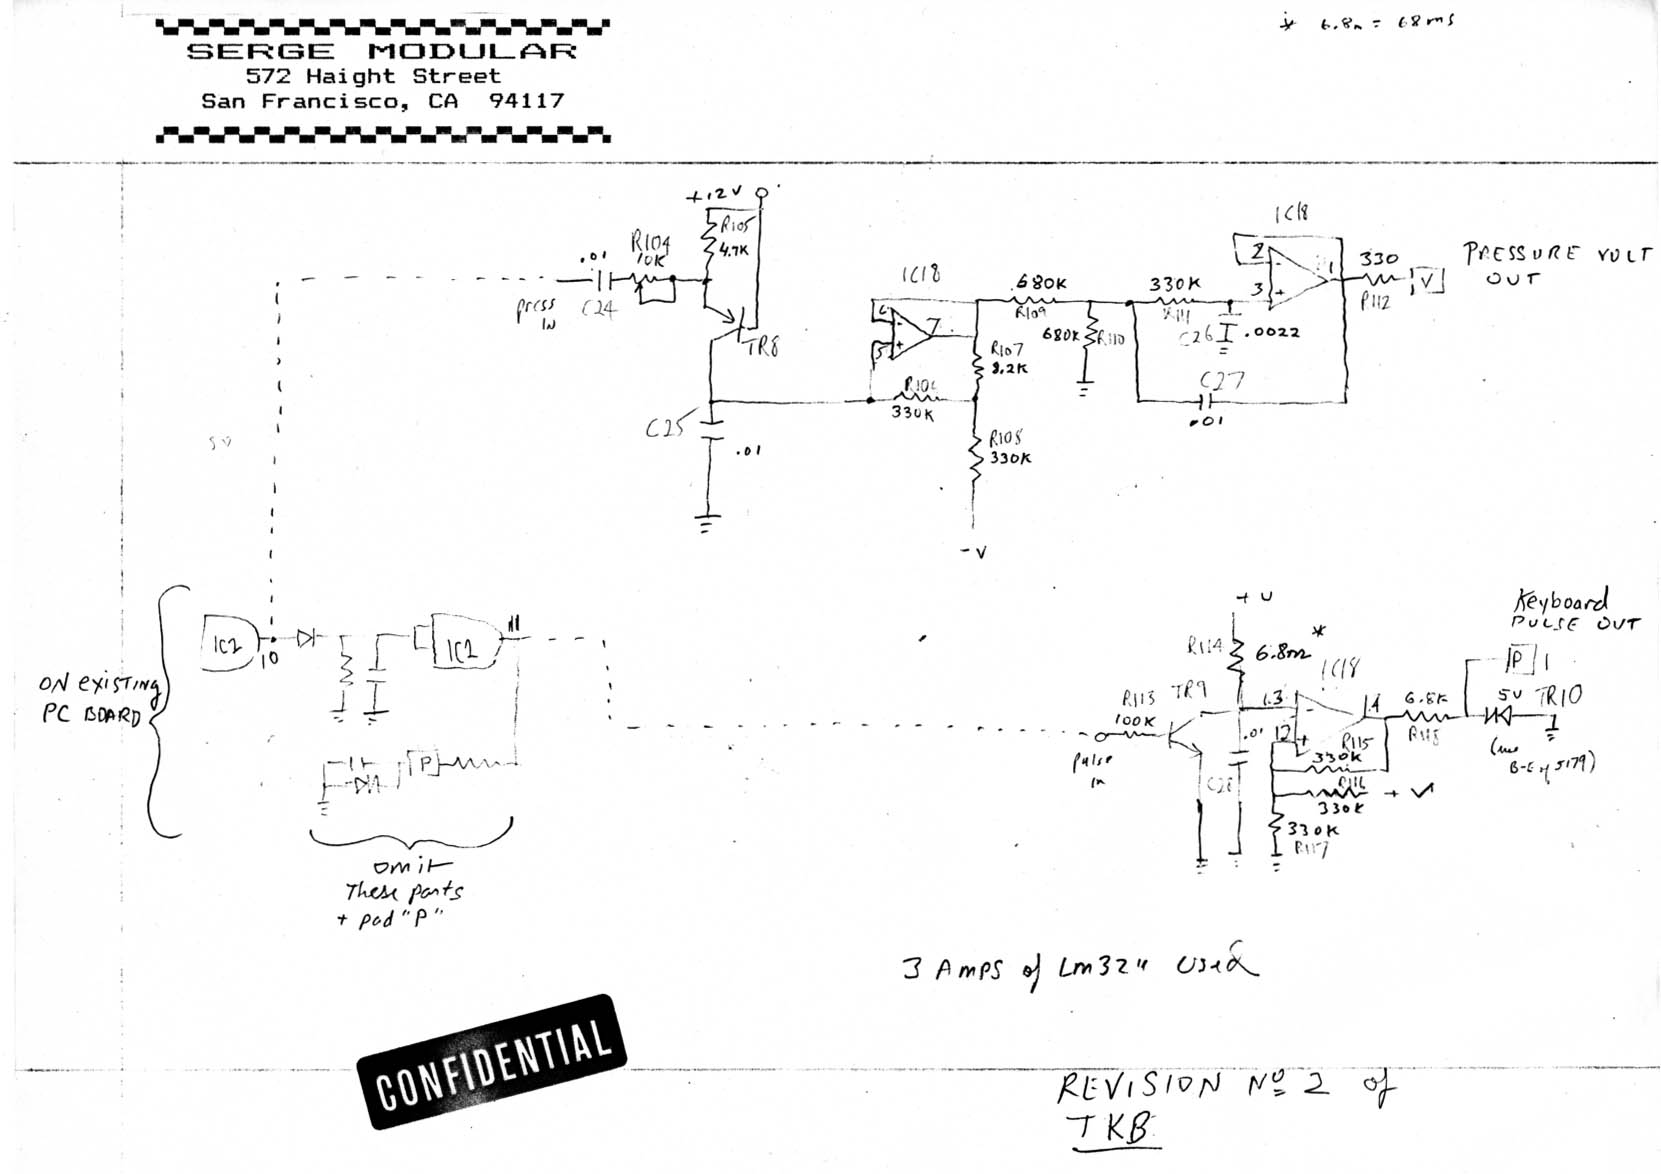 * 6.8m = 68ms
SERGE MODULAR
572 Haight Street
San Francisco, CA 94117
+12V
R105
4.7K
R104
10K
.01
C24
press
IN
TR8
C25
.01
IC18
6
5
7
R106
330K
R107
8.2K
R108
330K
-V
680K
R109
680K R110
330K
R111
C26 .0022
C27
.01
IC18
2
3
1
330
R112
V
PRESSURE VOLT
OUT
ON existing
PC BOARD
IC2
10
IC2
11
P
omit
These parts
+ pad "P"
+V
R114
6.8m *
R113
100K
TR9
Pulse
In
.01
C28
IC18
13
12
14
R115
330K
R116
330K
+V
330K
R117
6.8K
R118
Keyboard
PULSE OUT
P 1
5V TR10
B-E of 5179)
3 AMPS of LM324 Used
CONFIDENTIAL
REVISION Nº 2 of
TKB